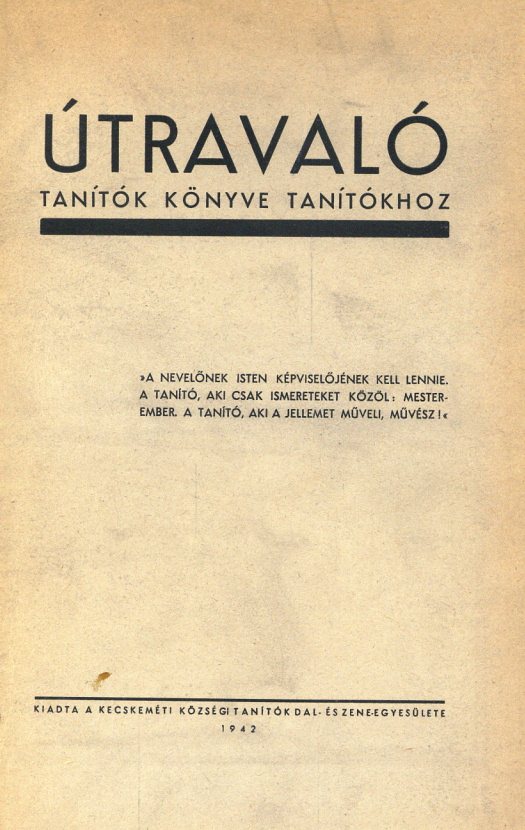 ÚTRAVALÓ
TANÍTÓK KÖNYVE TANÍTÓKHOZ
»A NEVELŐNEK ISTEN KÉPVISELŐJÉNEK KELL LENNIE.
A TANÍTÓ, AKI CSAK ISMERETEKET KÖZÖL: MESTER-
EMBER. A TANÍTÓ, AKI A JELLEMET MŰVELI, MŰVÉSZ!«
KIADTA A KECSKEMÉTI KÖZSÉGI TANÍTÓK DAL- ÉS ZENE-EGYESÜLETE
1942